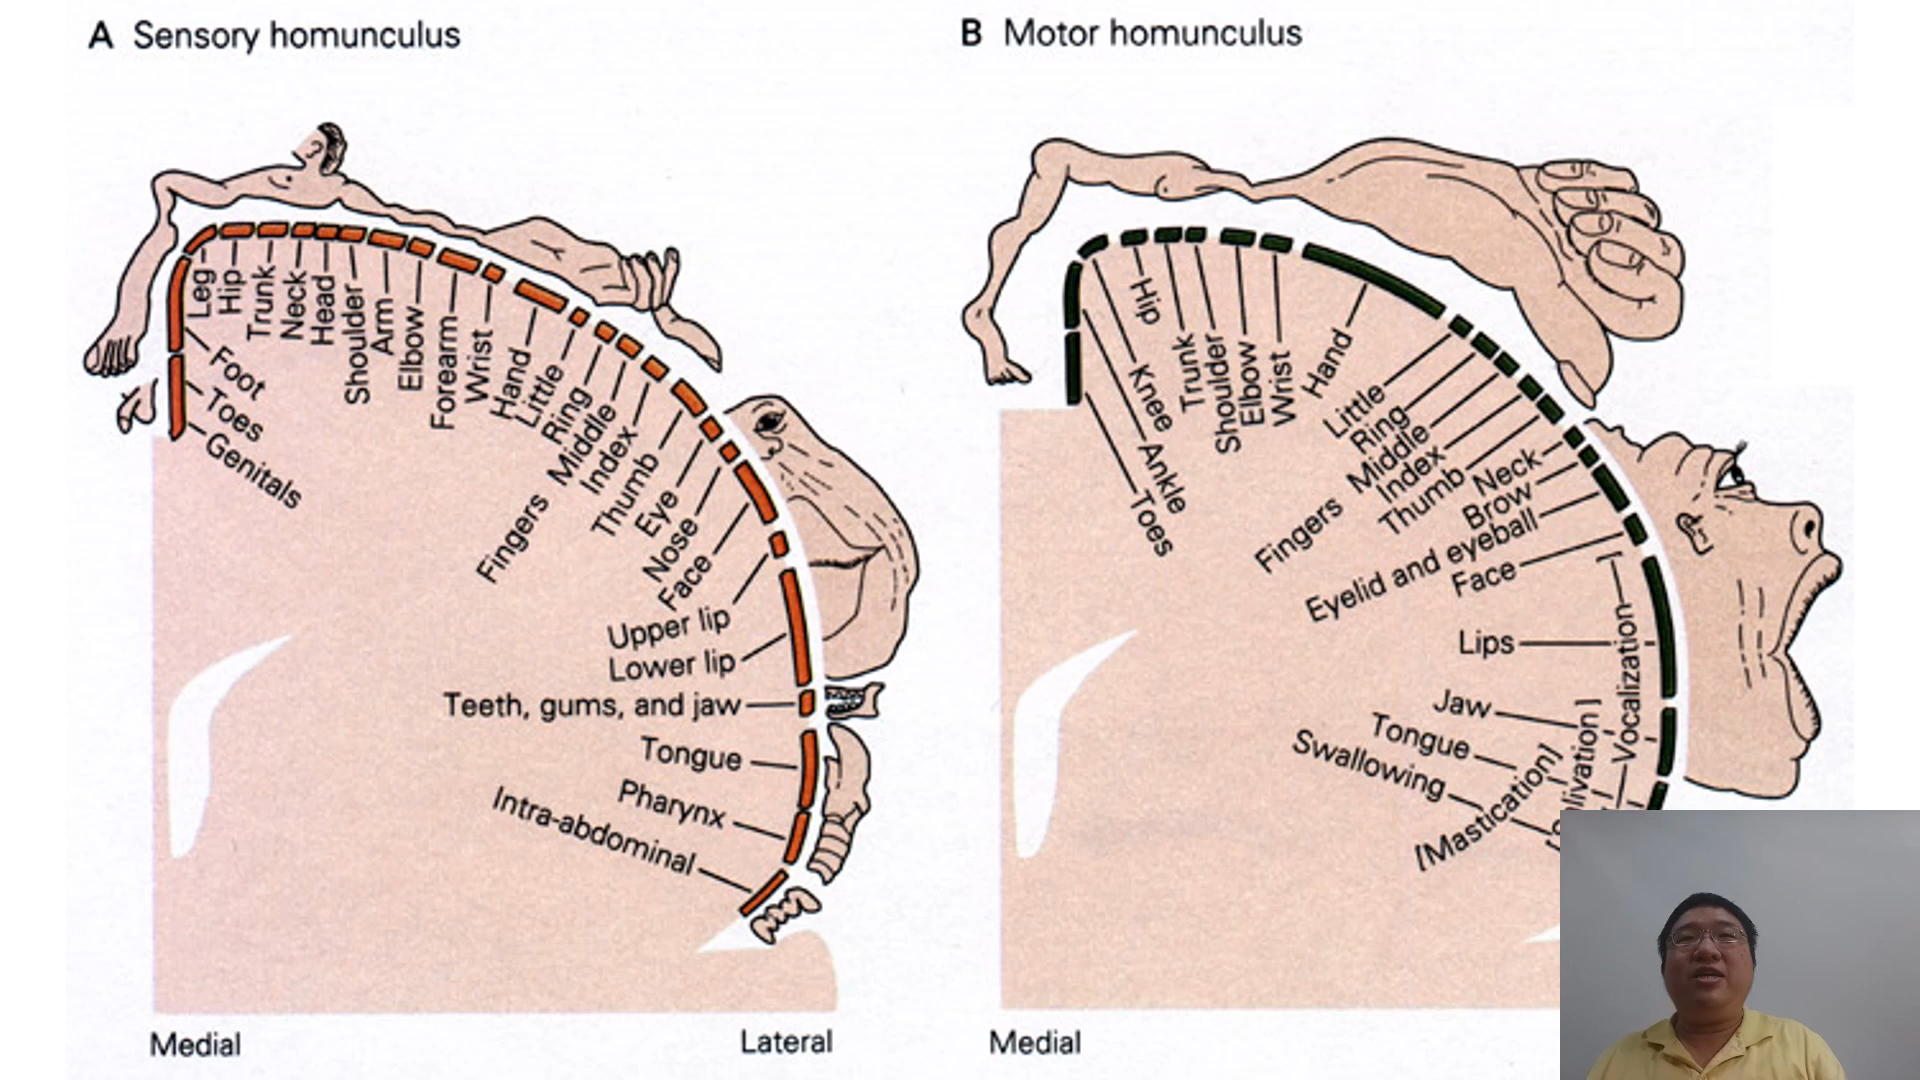 A Sensory homunculus
Leg
Hip
Trunk
Neck
Head
Shoulder
Arm
Elbow
Forearm
Wrist
Hand
Little
Ring
Middle
Index
Thumb
Fingers
Eye
Nose
Face
Upper lip
Lower lip
Teeth, gums, and jaw
Tongue
Pharynx
Intra-abdominal
Foot
Toes
Genitals
Medial
Lateral
B Motor homunculus
Hip
Knee
Ankle
Toes
Trunk
Shoulder
Elbow
Wrist
Hand
Little
Ring
Middle
Index
Thumb
Fingers
Neck
Brow
Eyelid and eyeball
Face
Lips
Vocalization
Jaw
Tongue
Swallowing
[Mastication]
Medial